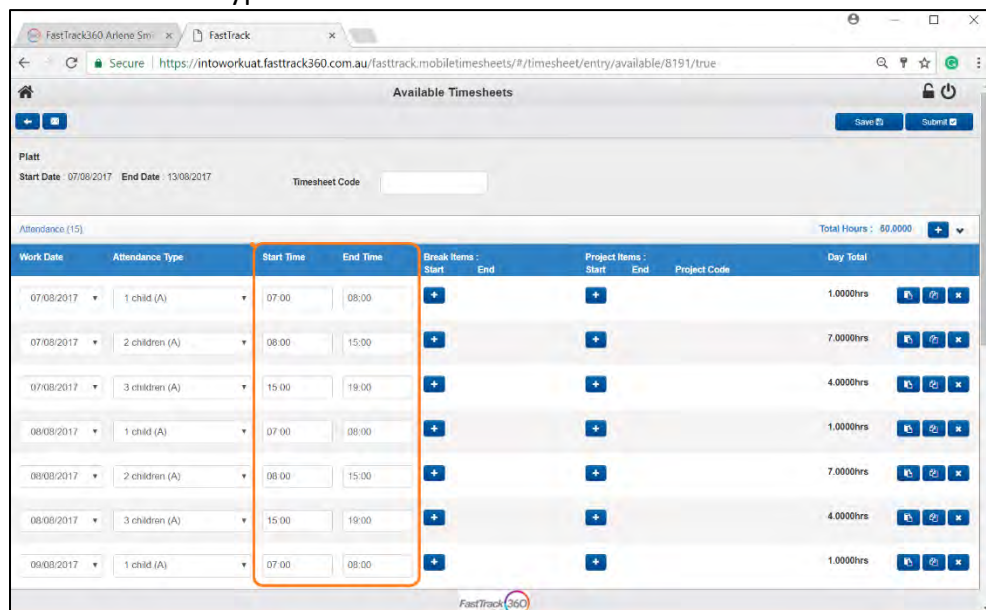 FastTrack360 Arlene Sm × FastTrack ×
Secure https://intoworkuat.fasttrack360.com.au/fasttrack.mobiletimesheets/#/timesheet/entry/available/8191/true
Available Timesheets
Save Submit
Platt
Start Date : 07/08/2017 End Date : 13/08/2017 Timesheet Code
Attendance (15) Total Hours : 60.0000
Work Date Attendance Type Start Time End Time Break Items : Project Items : Day Total
Start End Start End Project Code
07/08/2017 1 child (A) 07:00 08:00 1.0000hrs
07/08/2017 2 children (A) 08:00 15:00 7.0000hrs
07/08/2017 3 children (A) 15:00 19:00 4.0000hrs
08/08/2017 1 child (A) 07:00 08:00 1.0000hrs
08/08/2017 2 children (A) 08:00 15:00 7.0000hrs
08/08/2017 3 children (A) 15:00 19:00 4.0000hrs
09/08/2017 1 child (A) 07:00 08:00 1.0000hrs
FastTrack 360